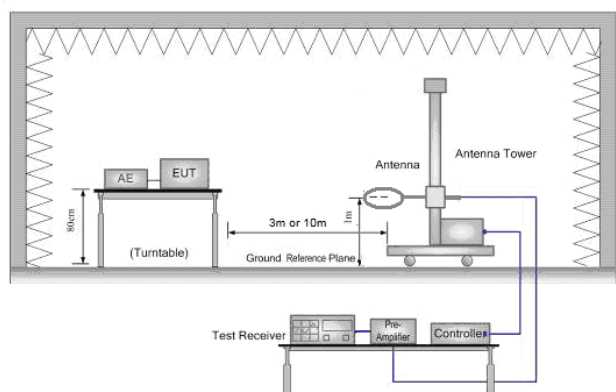 AE
EUT
80cm
(Turntable)
3m or 10m
Ground Reference Plane
Antenna
Antenna Tower
1m
Test Receiver
Pre-
Amplifier
Controller